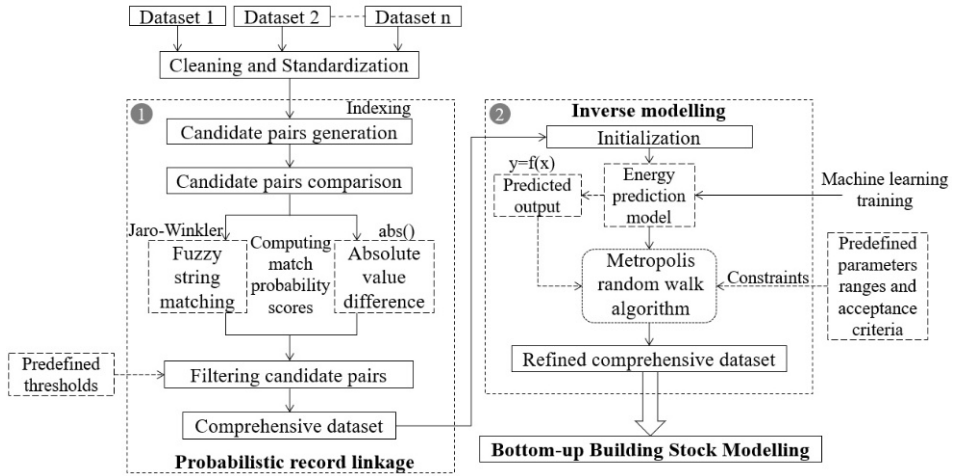 Dataset 1
Dataset 2
Dataset n
Cleaning and Standardization
1
Indexing
Candidate pairs generation
Candidate pairs comparison
Jaro-Winkler
abs()
Fuzzy
string
matching
Computing
match
probability
scores
Absolute
value
difference
Predefined
thresholds
Filtering candidate pairs
Comprehensive dataset
Probabilistic record linkage
2
Inverse modelling
Initialization
y=f(x)
Predicted
output
Energy
prediction
model
Machine learning
training
Metropolis
random walk
algorithm
Constraints
Predefined
parameters
ranges and
acceptance
criteria
Refined comprehensive dataset
Bottom-up Building Stock Modelling